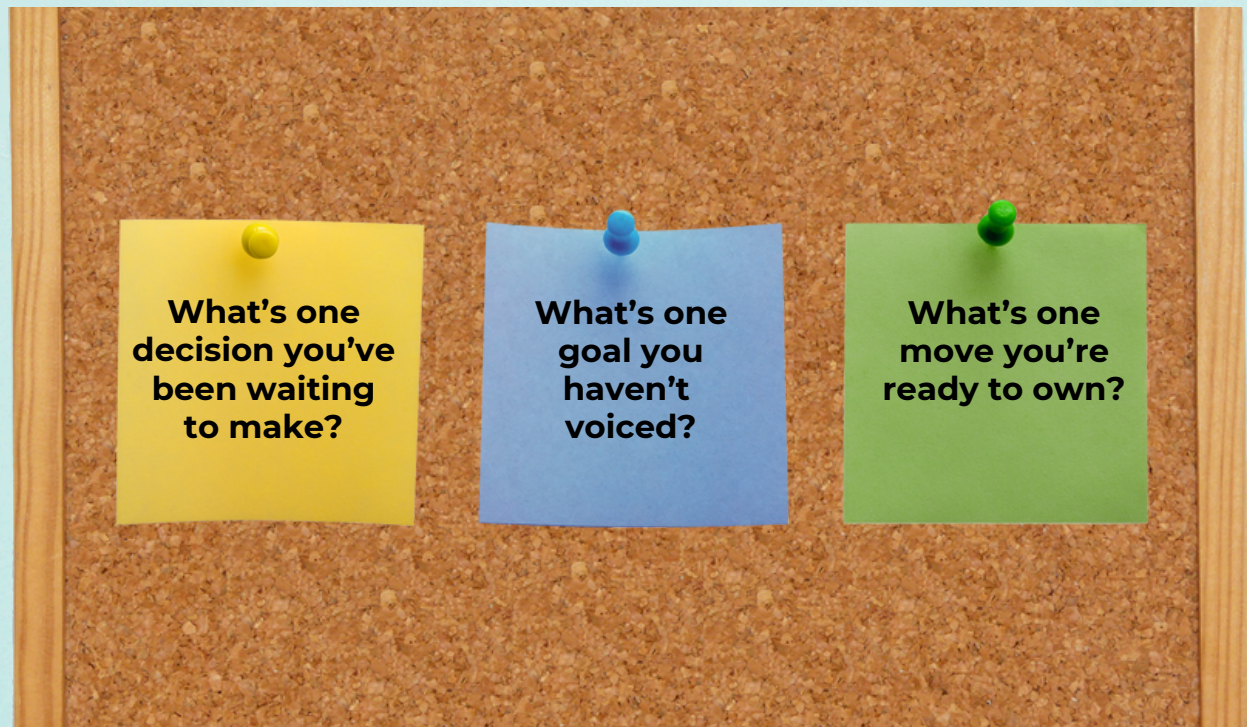 What’s one
decision you’ve
been waiting
to make?
What’s one
goal you
haven’t
voiced?
What’s one
move you’re
ready to own?